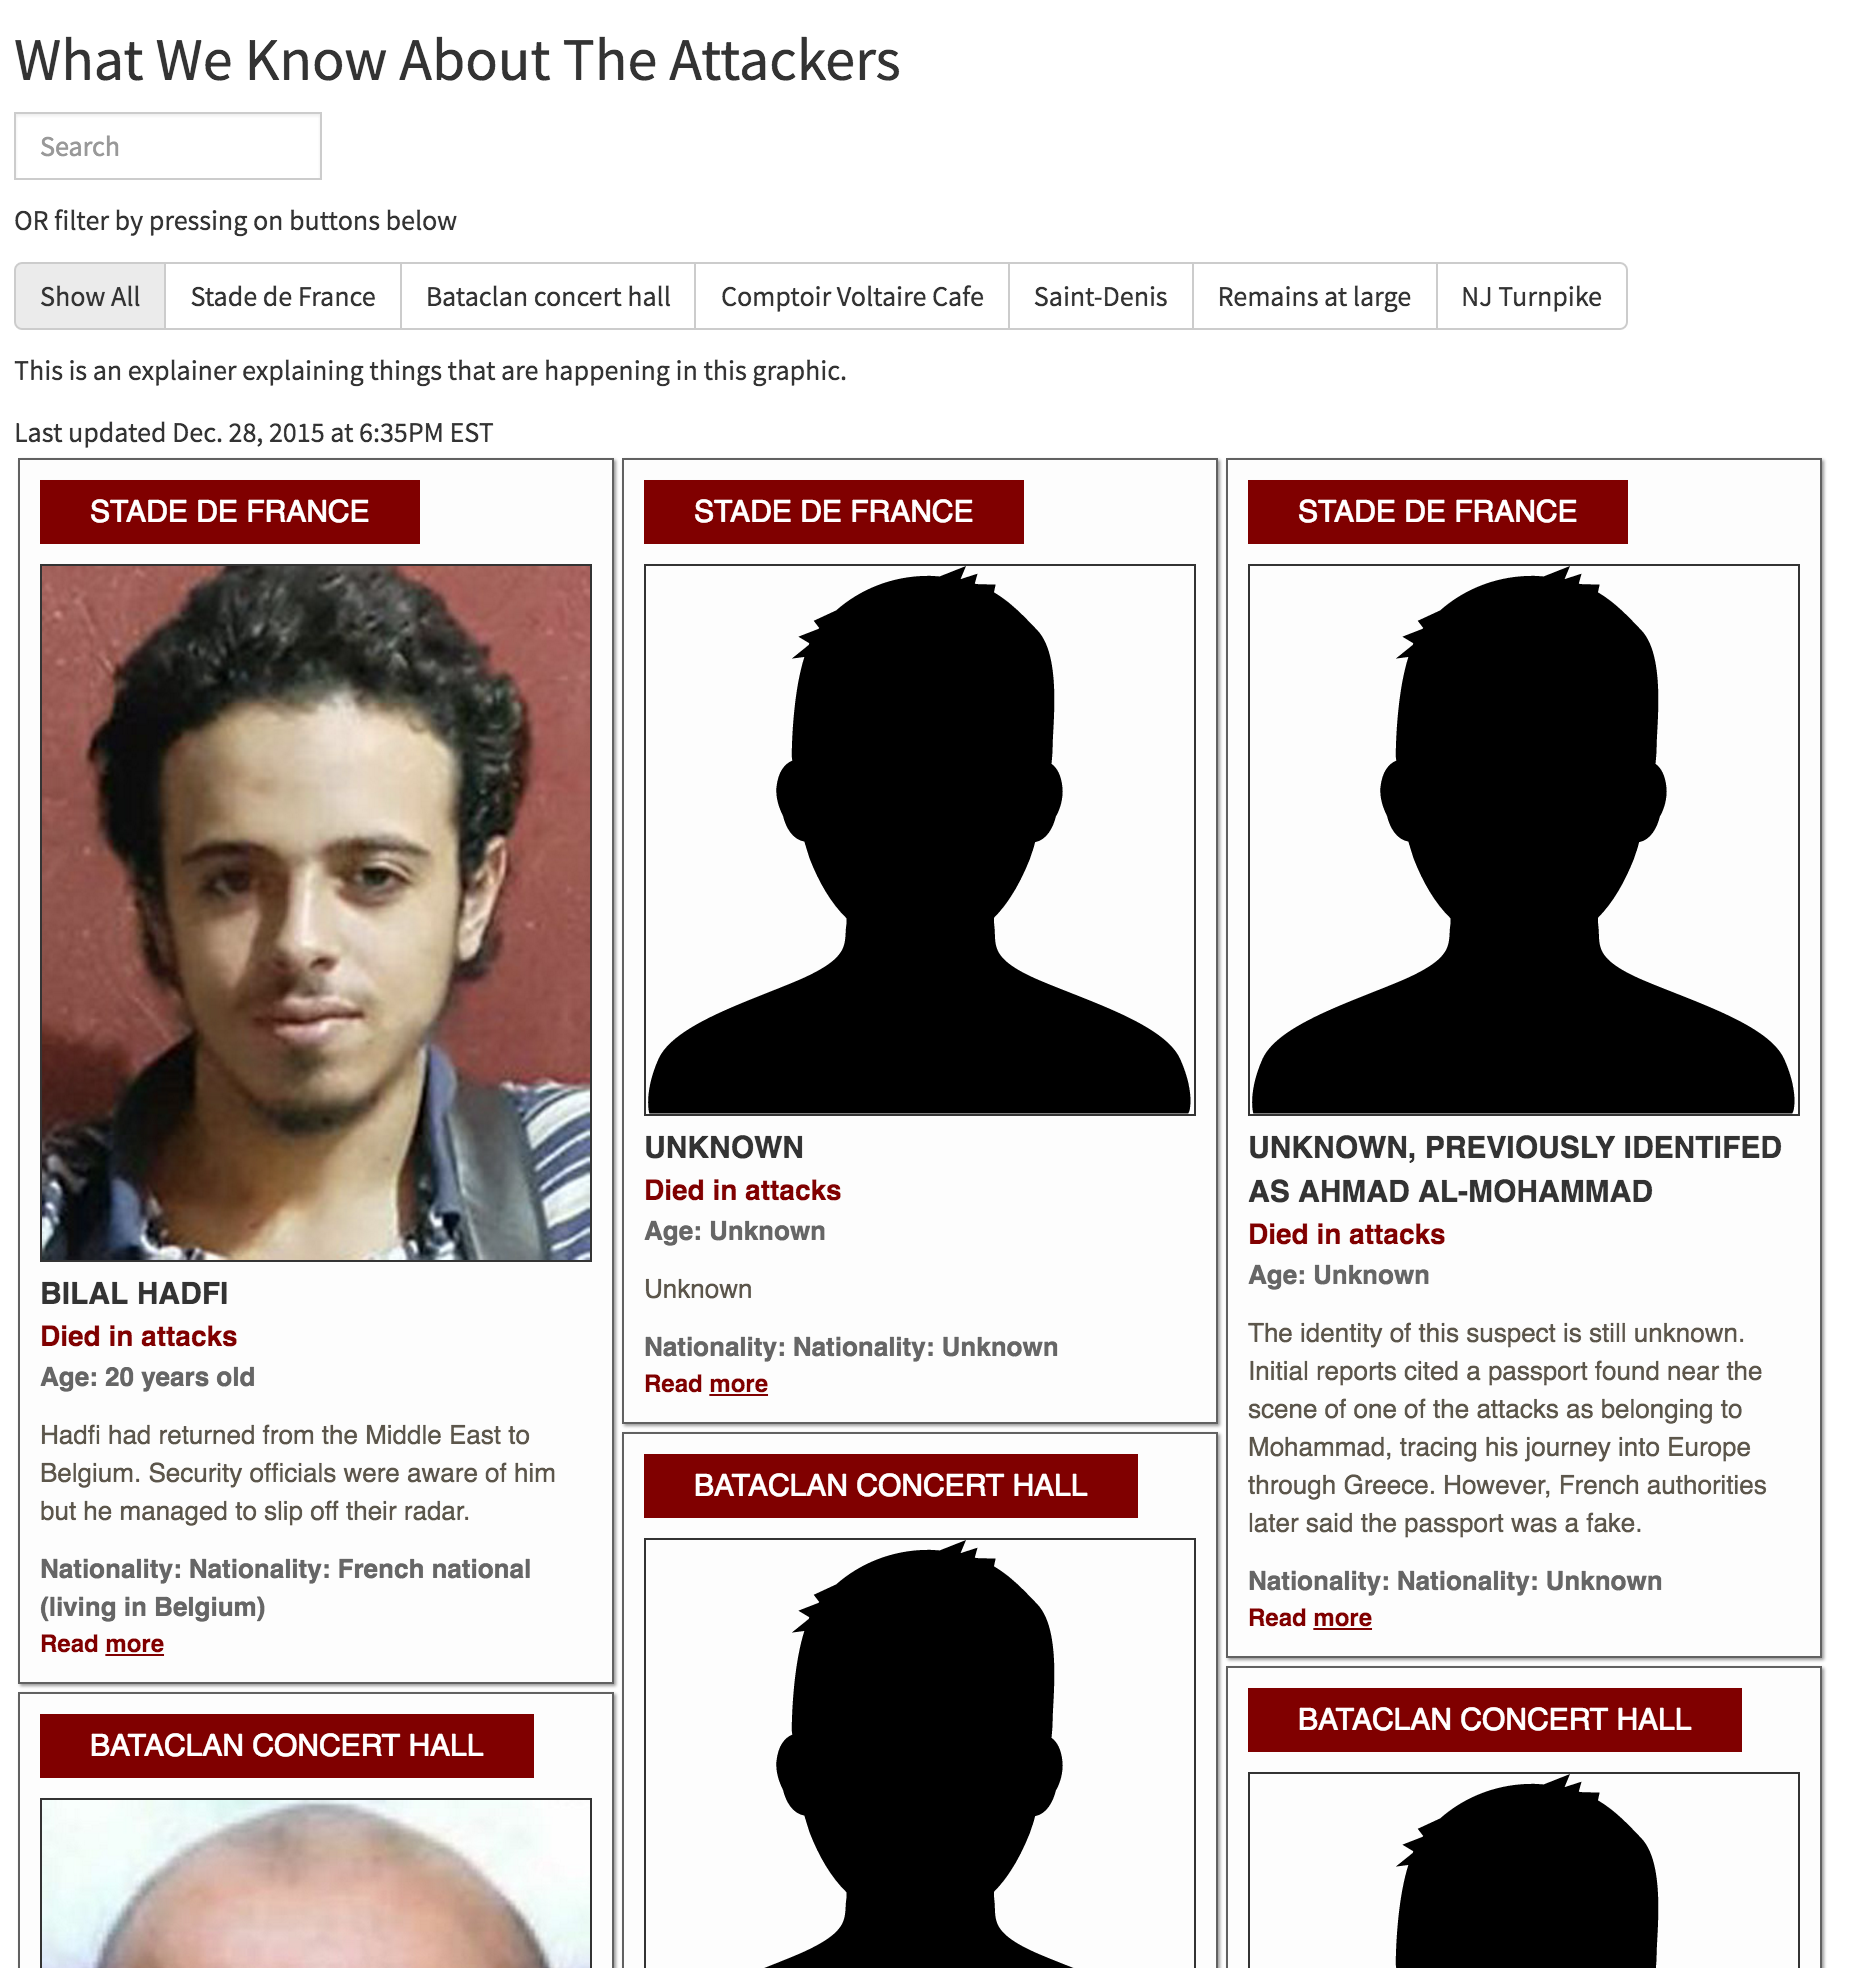 What We Know About The Attackers
Search
OR filter by pressing on buttons below
Show All
Stade de France
Bataclan concert hall
Comptoir Voltaire Cafe
Saint-Denis
Remains at large
NJ Turnpike
This is an explainer explaining things that are happening in this graphic.
Last updated Dec. 28, 2015 at 6:35PM EST
STADE DE FRANCE
BILAL HADFI
Died in attacks
Age: 20 years old
Hadfi had returned from the Middle East to
Belgium. Security officials were aware of him
but he managed to slip off their radar.
Nationality: Nationality: French national
(living in Belgium)
Read more
BATACLAN CONCERT HALL
STADE DE FRANCE
UNKNOWN
Died in attacks
Age: Unknown
Unknown
Nationality: Nationality: Unknown
Read more
BATACLAN CONCERT HALL
STADE DE FRANCE
UNKNOWN, PREVIOUSLY IDENTIFED
AS AHMAD AL-MOHAMMAD
Died in attacks
Age: Unknown
The identity of this suspect is still unknown.
Initial reports cited a passport found near the
scene of one of the attacks as belonging to
Mohammad, tracing his journey into Europe
through Greece. However, French authorities
later said the passport was a fake.
Nationality: Nationality: Unknown
Read more
BATACLAN CONCERT HALL